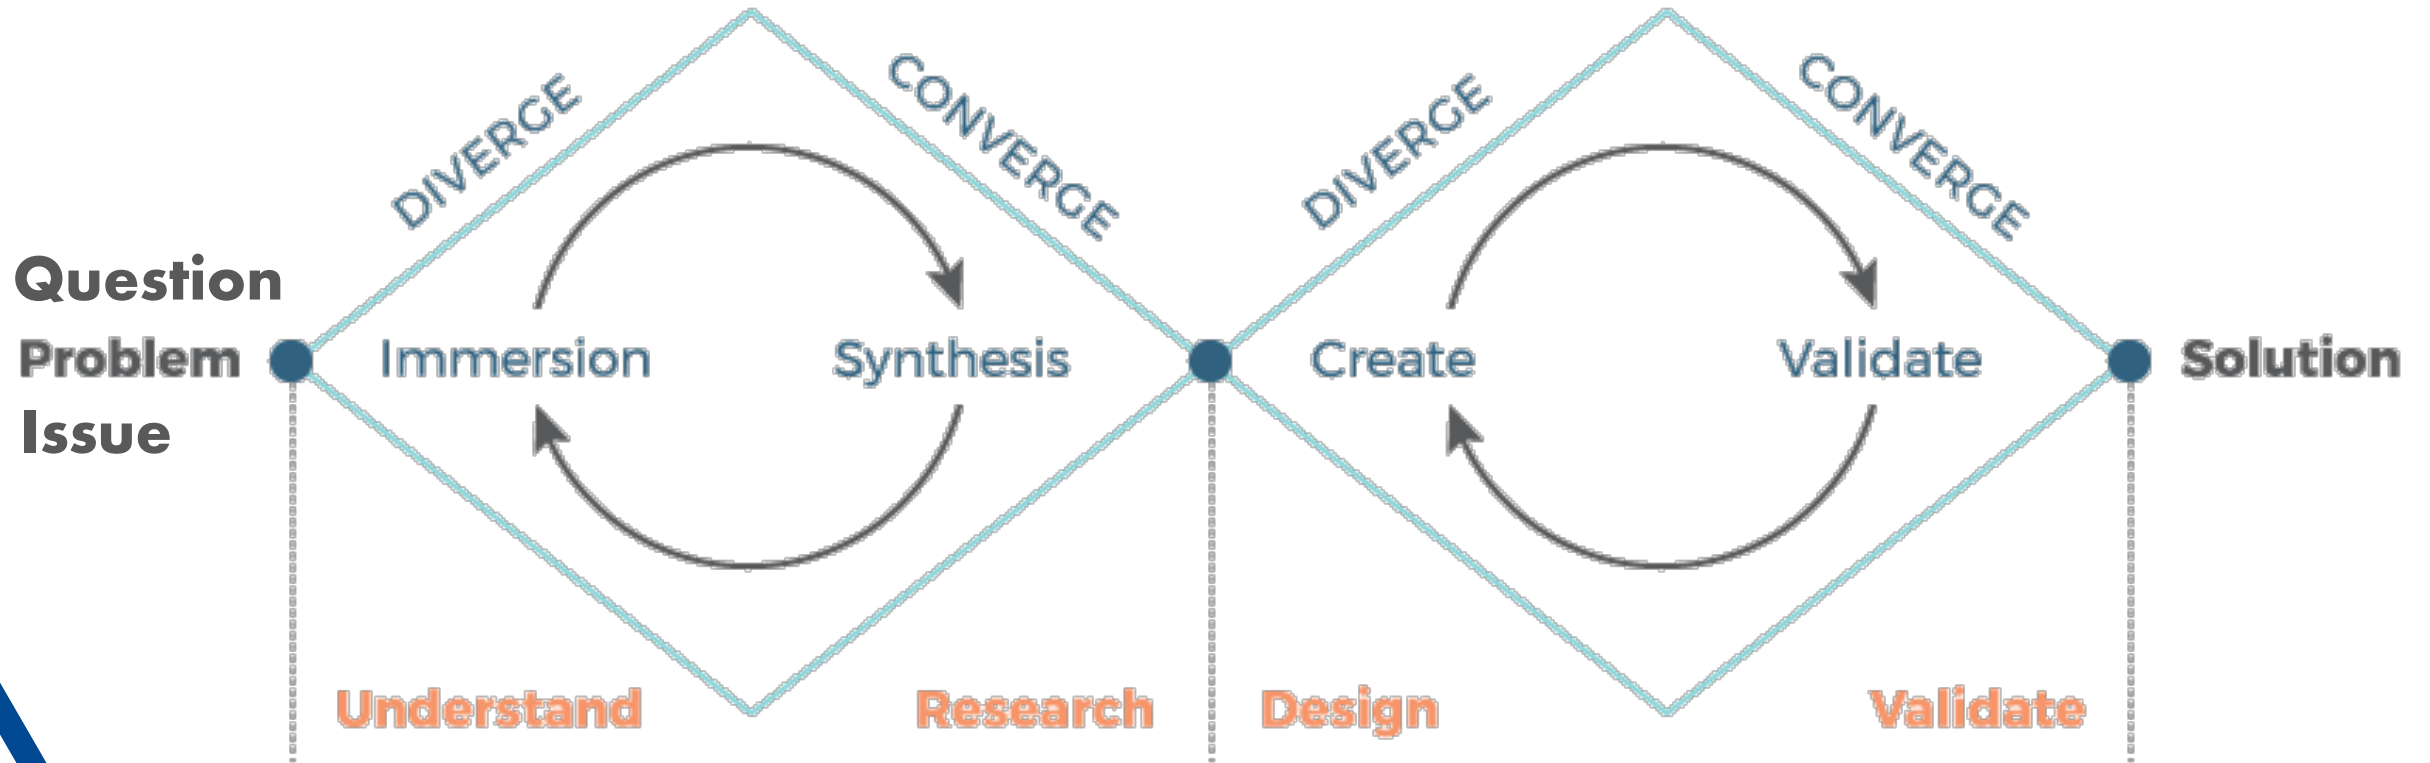 DIVERGE
CONVERGE
DIVERGE
CONVERGE
Question
Problem
Issue
Immersion
Synthesis
Create
Validate
Solution
Understand
Research
Design
Validate